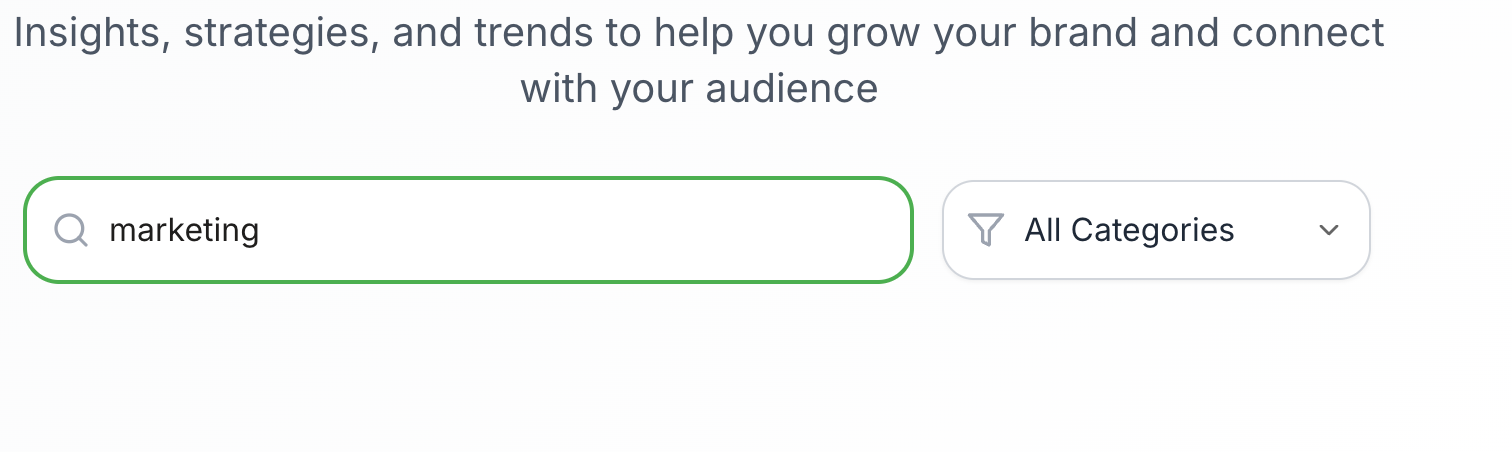 Insights, strategies, and trends to help you grow your brand and connect
with your audience
marketing
All Categories